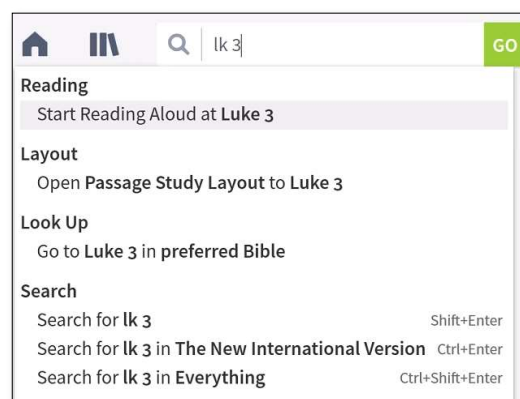 lk 3
GO
Reading
Start Reading Aloud at Luke 3
Layout
Open Passage Study Layout to Luke 3
Look Up
Go to Luke 3 in preferred Bible
Search
Search for lk 3 Shift+Enter
Search for lk 3 in The New International Version Ctrl+Enter
Search for lk 3 in Everything Ctrl+Shift+Enter